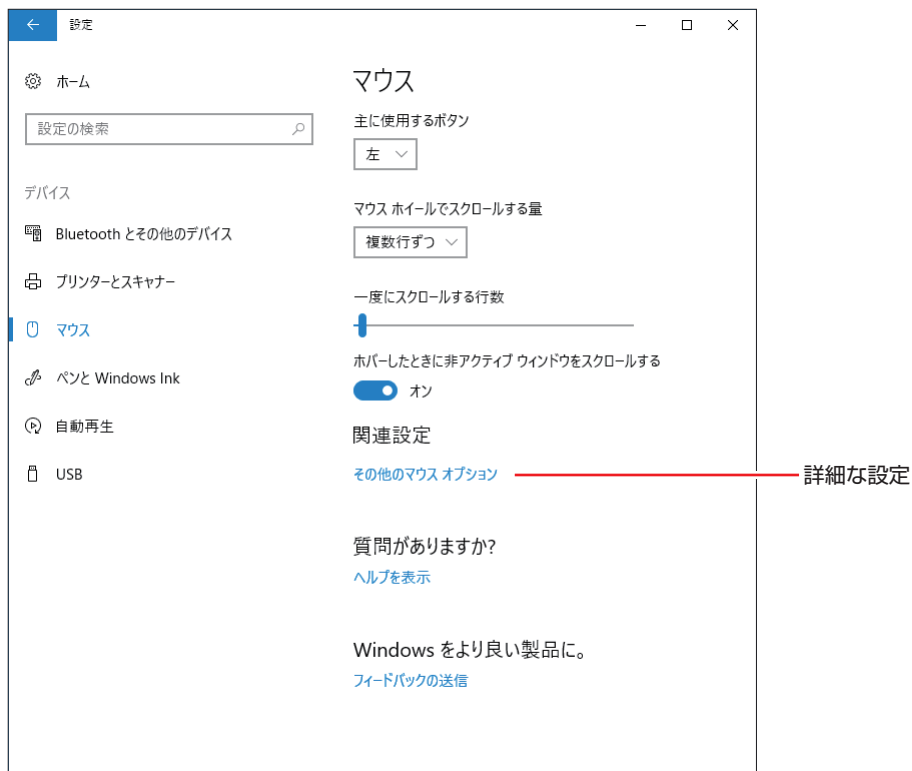 設定
ホーム
設定の検索
デバイス
Bluetooth とその他のデバイス
プリンターとスキャナー
マウス
ペンと Windows Ink
自動再生
USB
マウス
主に使用するボタン
左
マウス ホイールでスクロールする量
複数行ずつ
一度にスクロールする行数
ホバーしたときに非アクティブ ウィンドウをスクロールする
オン
関連設定
その他のマウス オプション
詳細な設定
質問がありますか?
ヘルプを表示
Windows をより良い製品に。
フィードバックの送信